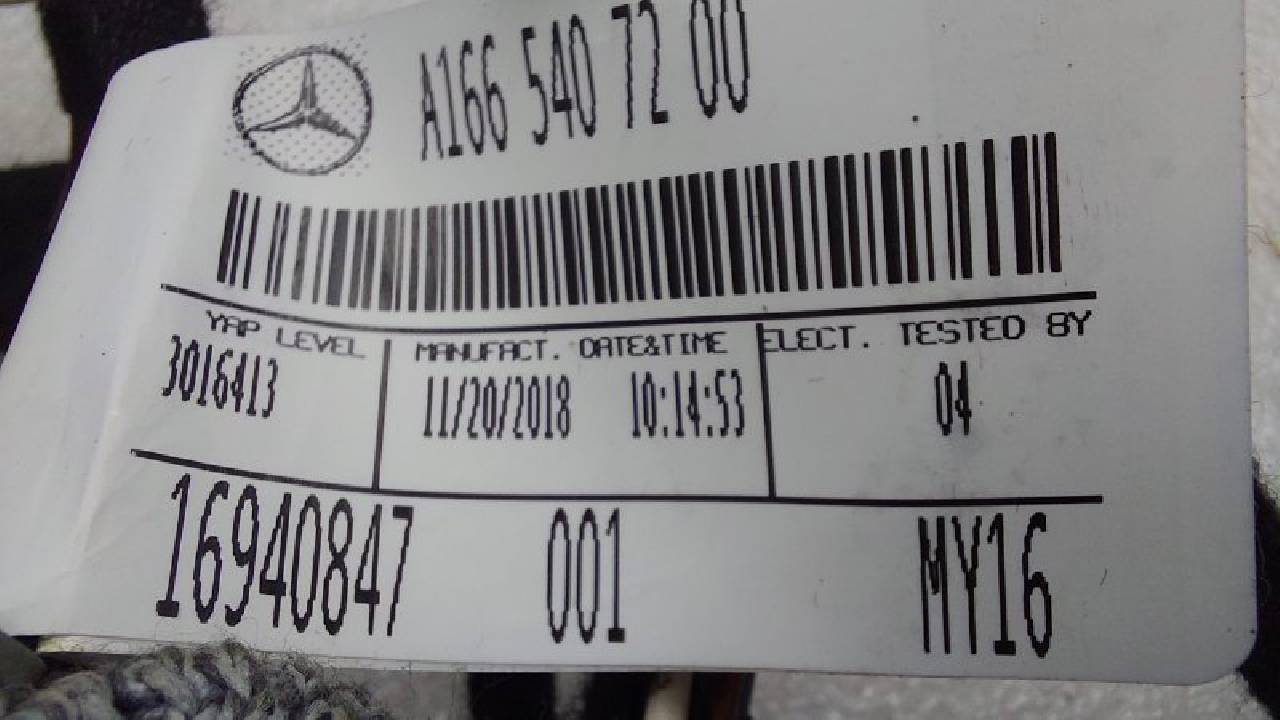 A166 540 72 00
YAP LEVEL MANUFACT. DATE&TIME ELECT. TESTED BY
3016413 11/20/2018 10:14:53 04
16940847 001 MY16